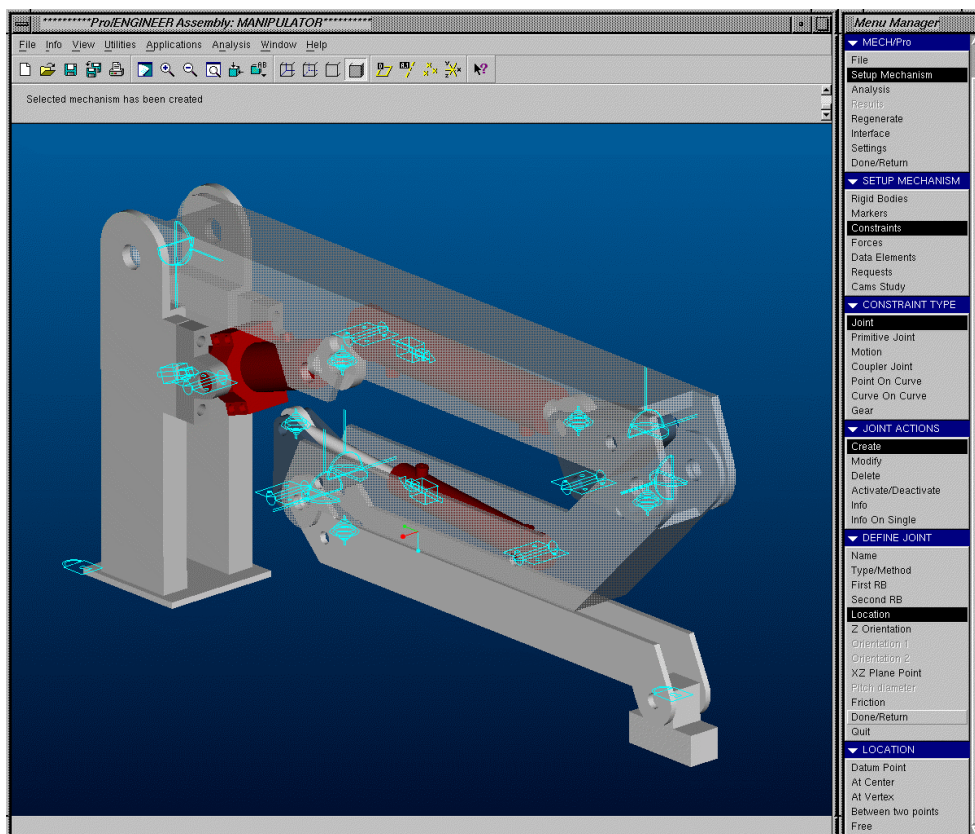 **********Pro/ENGINEER Assembly: MANIPULATOR**********
File Info View Utilities Applications Analysis Window Help
Selected mechanism has been created
Menu Manager
MECH/Pro
File
Setup Mechanism
Analysis
Results
Regenerate
Interface
Settings
Done/Return
SETUP MECHANISM
Rigid Bodies
Markers
Constraints
Forces
Data Elements
Requests
Cams Study
CONSTRAINT TYPE
Joint
Primitive Joint
Motion
Coupler Joint
Point On Curve
Curve On Curve
Gear
JOINT ACTIONS
Create
Modify
Delete
Activate/Deactivate
Info
Info On Single
DEFINE JOINT
Name
Type/Method
First RB
Second RB
Location
Z Orientation
Orientation 1
Orientation 2
XZ Plane Point
Pitch diameter
Friction
Done/Return
Quit
LOCATION
Datum Point
At Center
At Vertex
Between two points
Free